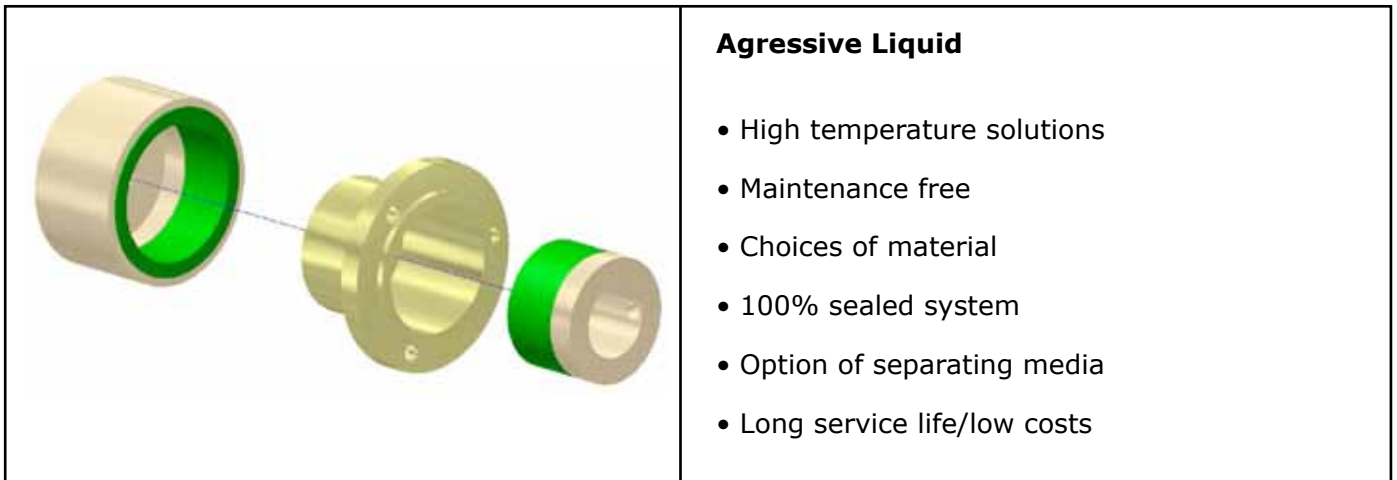 Agressive Liquid
• High temperature solutions
• Maintenance free
• Choices of material
• 100% sealed system
• Option of separating media
• Long service life/low costs